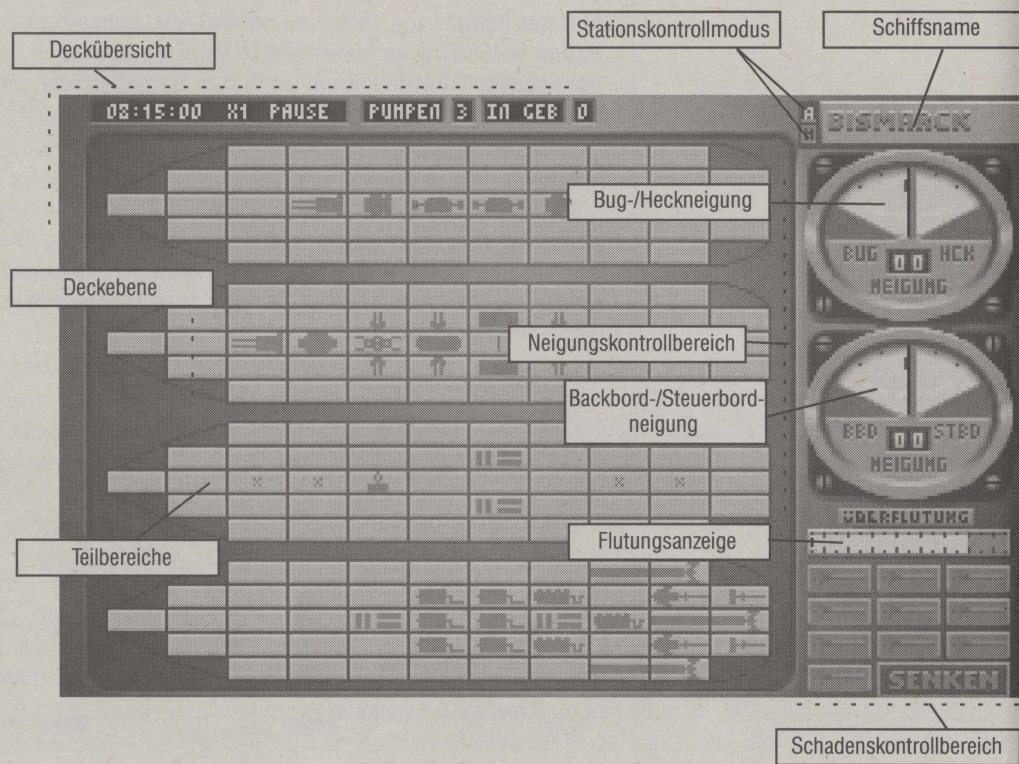 Stationskontrollmodus
Schiffsname
Decksübersicht
08:15:00 X1 PAUSE PUMPEN 3 IN GEB 0
A
H
BISMARCK
Bug-/Heckneigung
BUG 00 HCK
NEIGUNG
Deckebene
Neigungskontrollbereich
Backbord-/Steuerbord-
neigung
BBD 00 STBD
NEIGUNG
ÜBERFLUTUNG
Flutungsanzeige
Teilbereiche
SENKEN
Schadenskontrollbereich